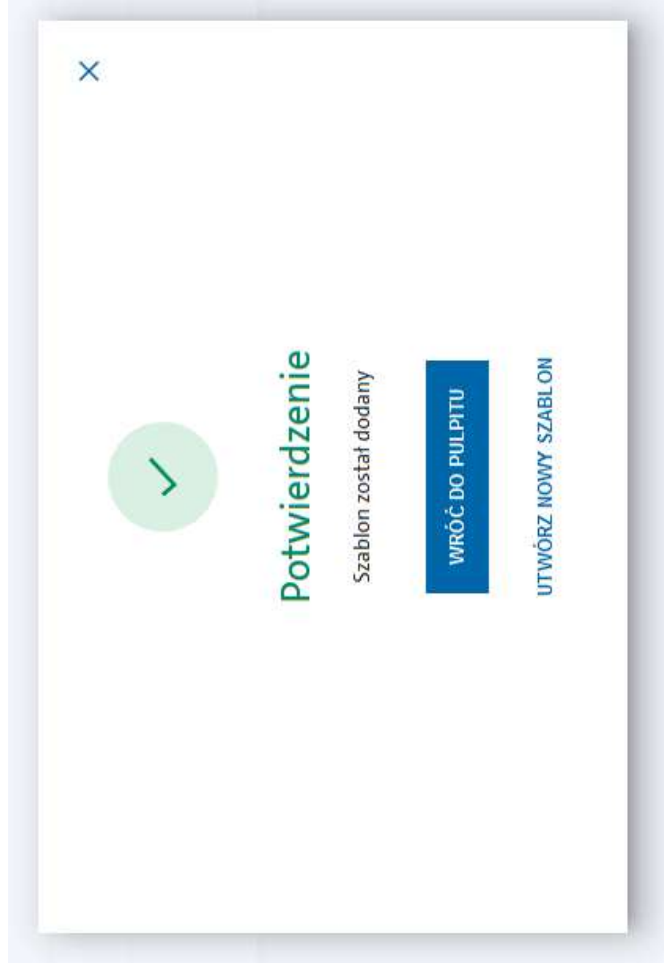 Potwierdzenie
Szablon został dodany
WRÓĆ DO PULPITU
UTWÓRZ NOWY SZABLON